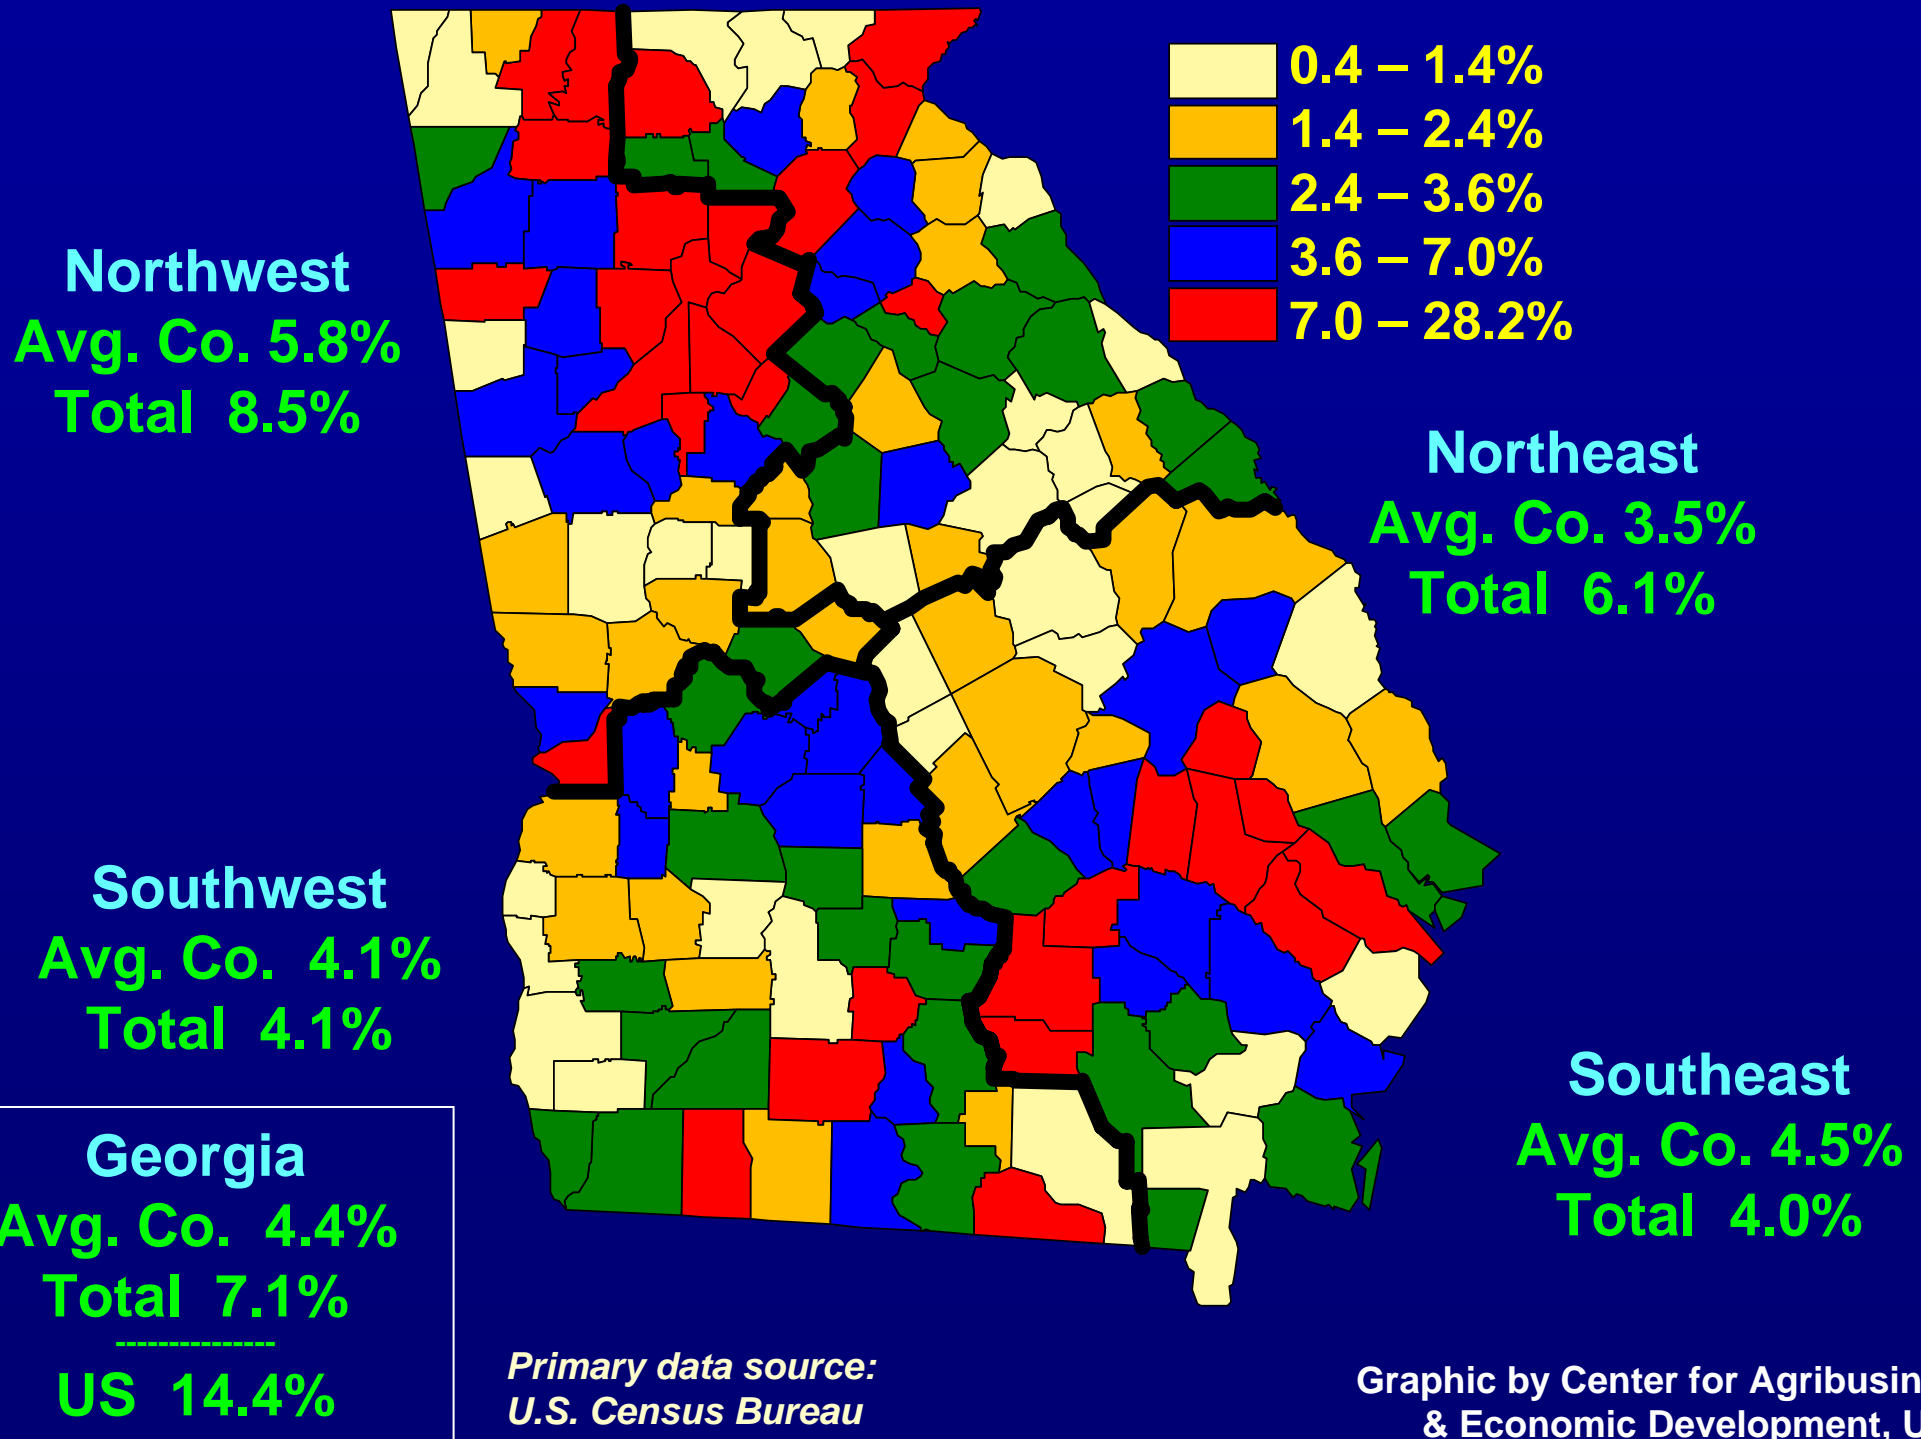 0.4 – 1.4%
1.4 – 2.4%
2.4 – 3.6%
3.6 – 7.0%
7.0 – 28.2%
Northwest
Avg. Co. 5.8%
Total 8.5%
Northeast
Avg. Co. 3.5%
Total 6.1%
Southwest
Avg. Co. 4.1%
Total 4.1%
Southeast
Avg. Co. 4.5%
Total 4.0%
Georgia
Avg. Co. 4.4%
Total 7.1%
---------------
US 14.4%
Primary data source:
U.S. Census Bureau
Graphic by Center for Agribusin
& Economic Development, U